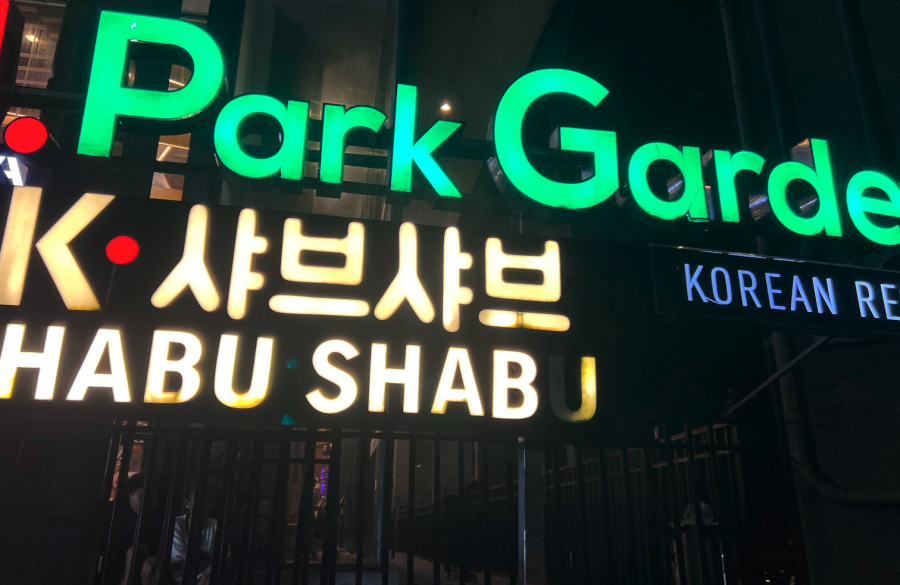 Park Garde
K·샤브샤브
HABU SHABU
KOREAN RE